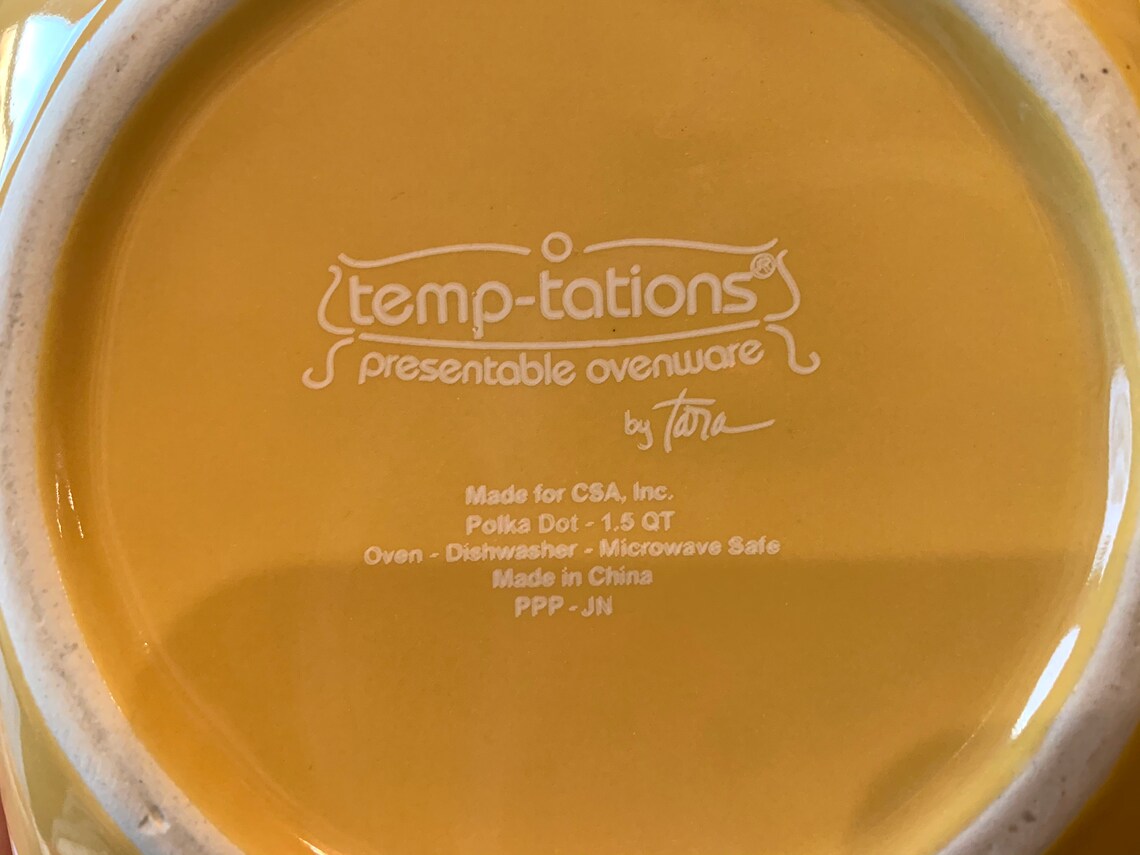 temp-tations®
presentable ovenware
by Tara
Made for CSA, Inc.
Polka Dot - 1.5 QT
Oven - Dishwasher - Microwave Safe
Made in China
PPP - JN